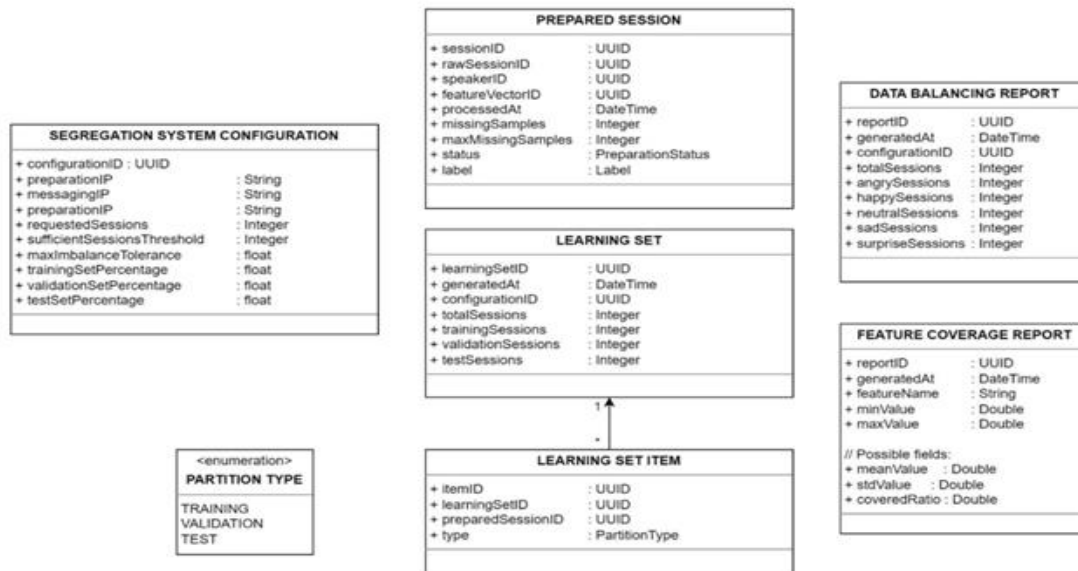 PREPARED SESSION
+ sessionID : UUID
+ rawSessionID : UUID
+ speakerID : UUID
+ featureVectorID : UUID
+ processedAt : DateTime
+ missingSamples : Integer
+ maxMissingSamples : Integer
+ status : PreparationStatus
+ label : Label
SEGREGATION SYSTEM CONFIGURATION
+ configurationID : UUID
+ preparationIP : String
+ messagingIP : String
+ preparationIP : String
+ requestedSessions : Integer
+ sufficientSessionsThreshold : Integer
+ maxImbalanceTolerance : float
+ trainingSetPercentage : float
+ validationSetPercentage : float
+ testSetPercentage : float
DATA BALANCING REPORT
+ reportID : UUID
+ generatedAt : DateTime
+ configurationID : UUID
+ totalSessions : Integer
+ angrySessions : Integer
+ happySessions : Integer
+ neutralSessions : Integer
+ sadSessions : Integer
+ surpriseSessions : Integer
LEARNING SET
+ learningSetID : UUID
+ generatedAt : DateTime
+ configurationID : UUID
+ totalSessions : Integer
+ trainingSessions : Integer
+ validationSessions : Integer
+ testSessions : Integer
1
*
FEATURE COVERAGE REPORT
+ reportID : UUID
+ generatedAt : DateTime
+ featureName : String
+ minValue : Double
+ maxValue : Double
// Possible fields:
+ meanValue : Double
+ stdValue : Double
+ coveredRatio : Double
<enumeration>
PARTITION TYPE
TRAINING
VALIDATION
TEST
LEARNING SET ITEM
+ itemID : UUID
+ learningSetID : UUID
+ preparedSessionID : UUID
+ type : PartitionType